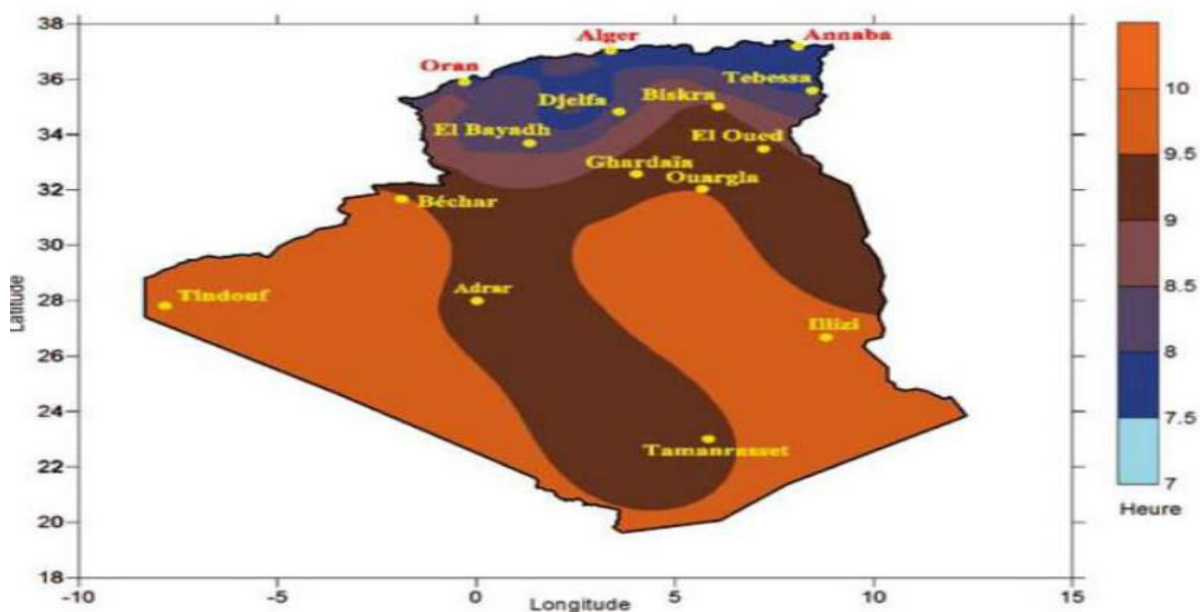 38
36
34
32
30
28
26
24
22
20
18
Latitude
-10
-5
0
5
10
15
Longitude
Alger
Annaba
Oran
Tebessa
Djelfa
Biskra
El Bayadh
El Oued
Ghardaïa
Ouargla
Béchar
Adrar
Tindouf
Illizi
Tamanrasset
10
9.5
9
8.5
8
7.5
7
Heure